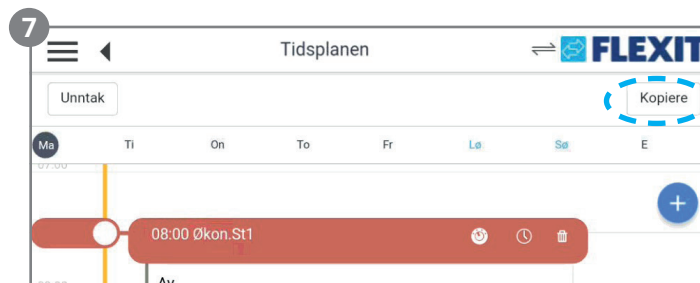 7
Tidsplanen
FLEXIT
Unntak
Kopiere
Ma Ti On To Fr Lø Sø E
07:00
+
08:00 Økon.St1
Av